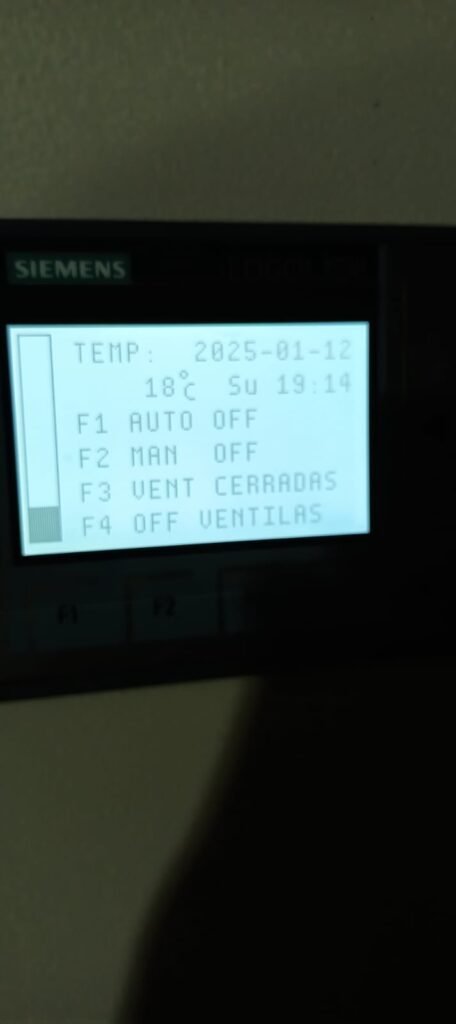 SIEMENS
TEMP: 2025-01-12
18°C Su 19:14
F1 AUTO OFF
F2 MAN OFF
F3 VENT CERRADAS
F4 OFF VENTILAS
F1 F2